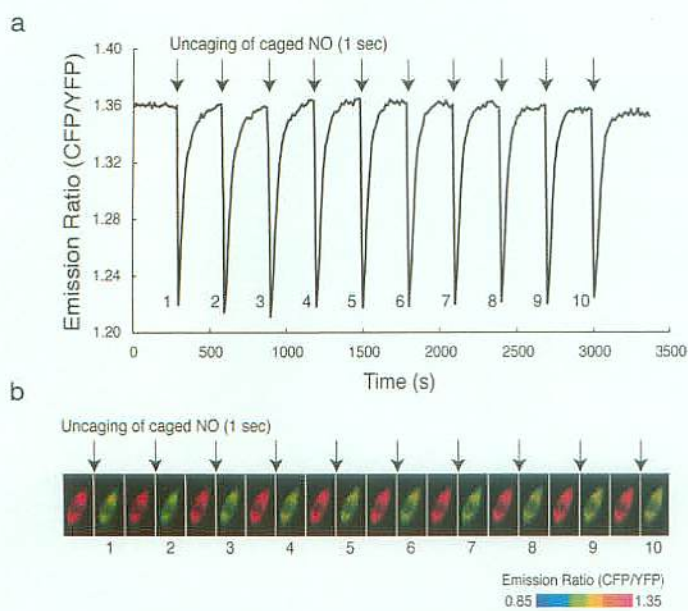 a
Uncaging of caged NO (1 sec)
Emission Ratio (CFP/YFP)
1.40
1.36
1.32
1.28
1.24
1.20
1 2 3 4 5 6 7 8 9 10
0 500 1000 1500 2000 2500 3000 3500
Time (s)
b
Uncaging of caged NO (1 sec)
1 2 3 4 5 6 7 8 9 10
Emission Ratio (CFP/YFP)
0.85 1.35